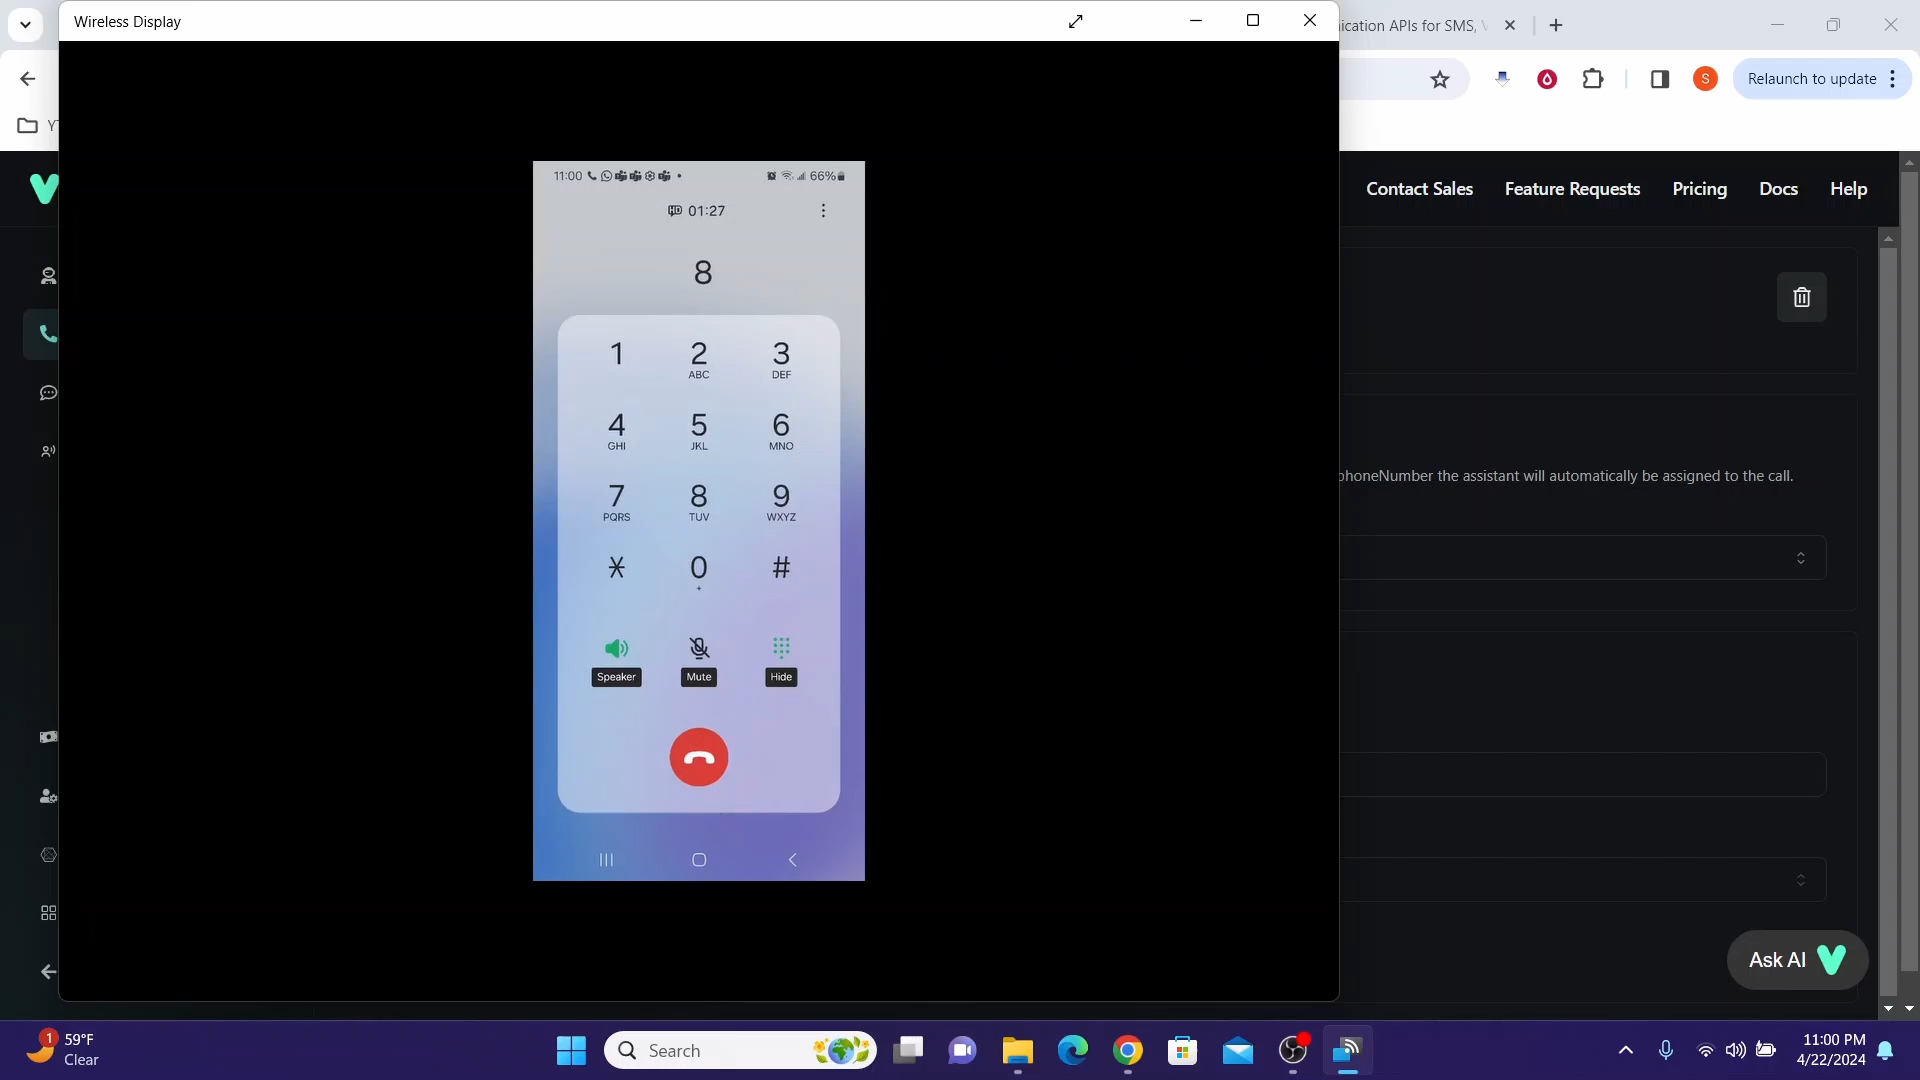 Wireless Display
ication APIs for SMS,
S
Relaunch to update
11:00
66%
01:27
8
1
2
ABC
3
DEF
4
GHI
5
JKL
6
MNO
7
PQRS
8
TUV
9
WXYZ
*
0
+
#
Speaker
Mute
Hide
Contact Sales
Feature Requests
Pricing
Docs
Help
phoneNumber the assistant will automatically be assigned to the call.
Ask AI
1
59°F
Clear
Search
11:00 PM
4/22/2024